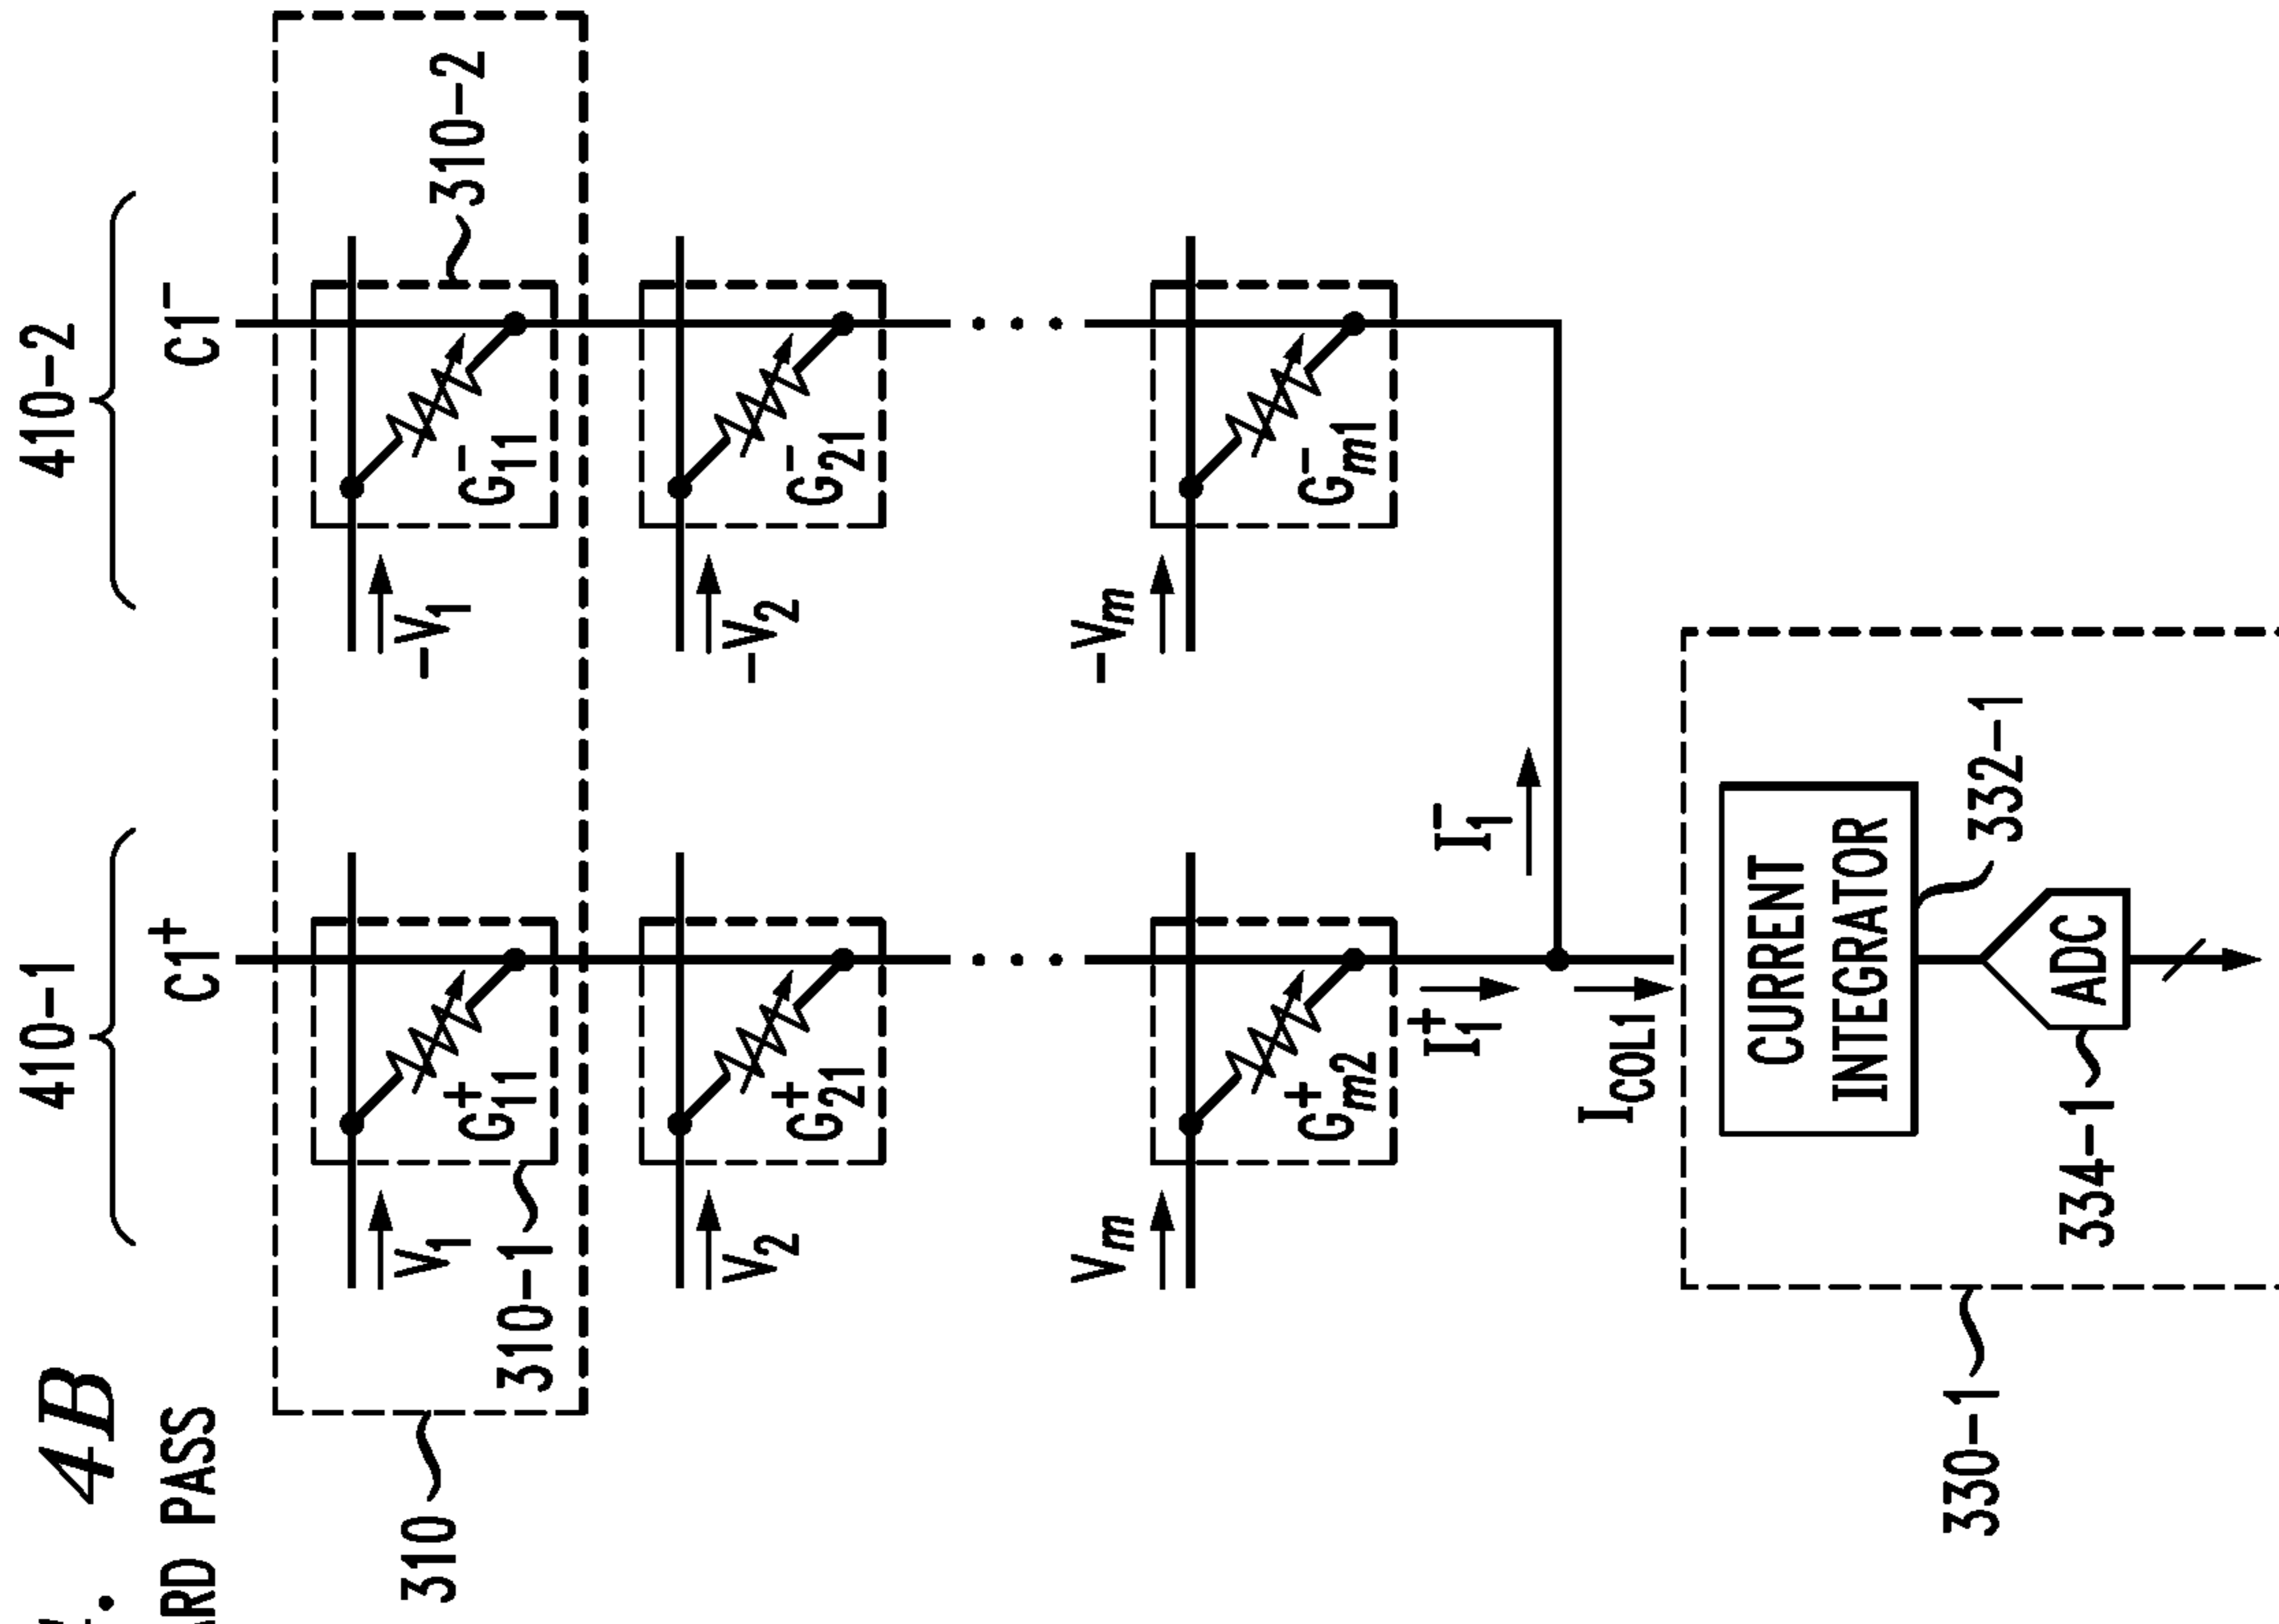 4B
PASS
410-1
410-2
C1+
C1-
310
V1
G+11
310-1
-V1
G-11
310-2
V2
G+21
-V2
G-21
Vm
G+m2
-Vm
G-m1
I+1
I-1
ICOL1
330-1
CURRENT
INTEGRATOR
332-1
334-1
ADC